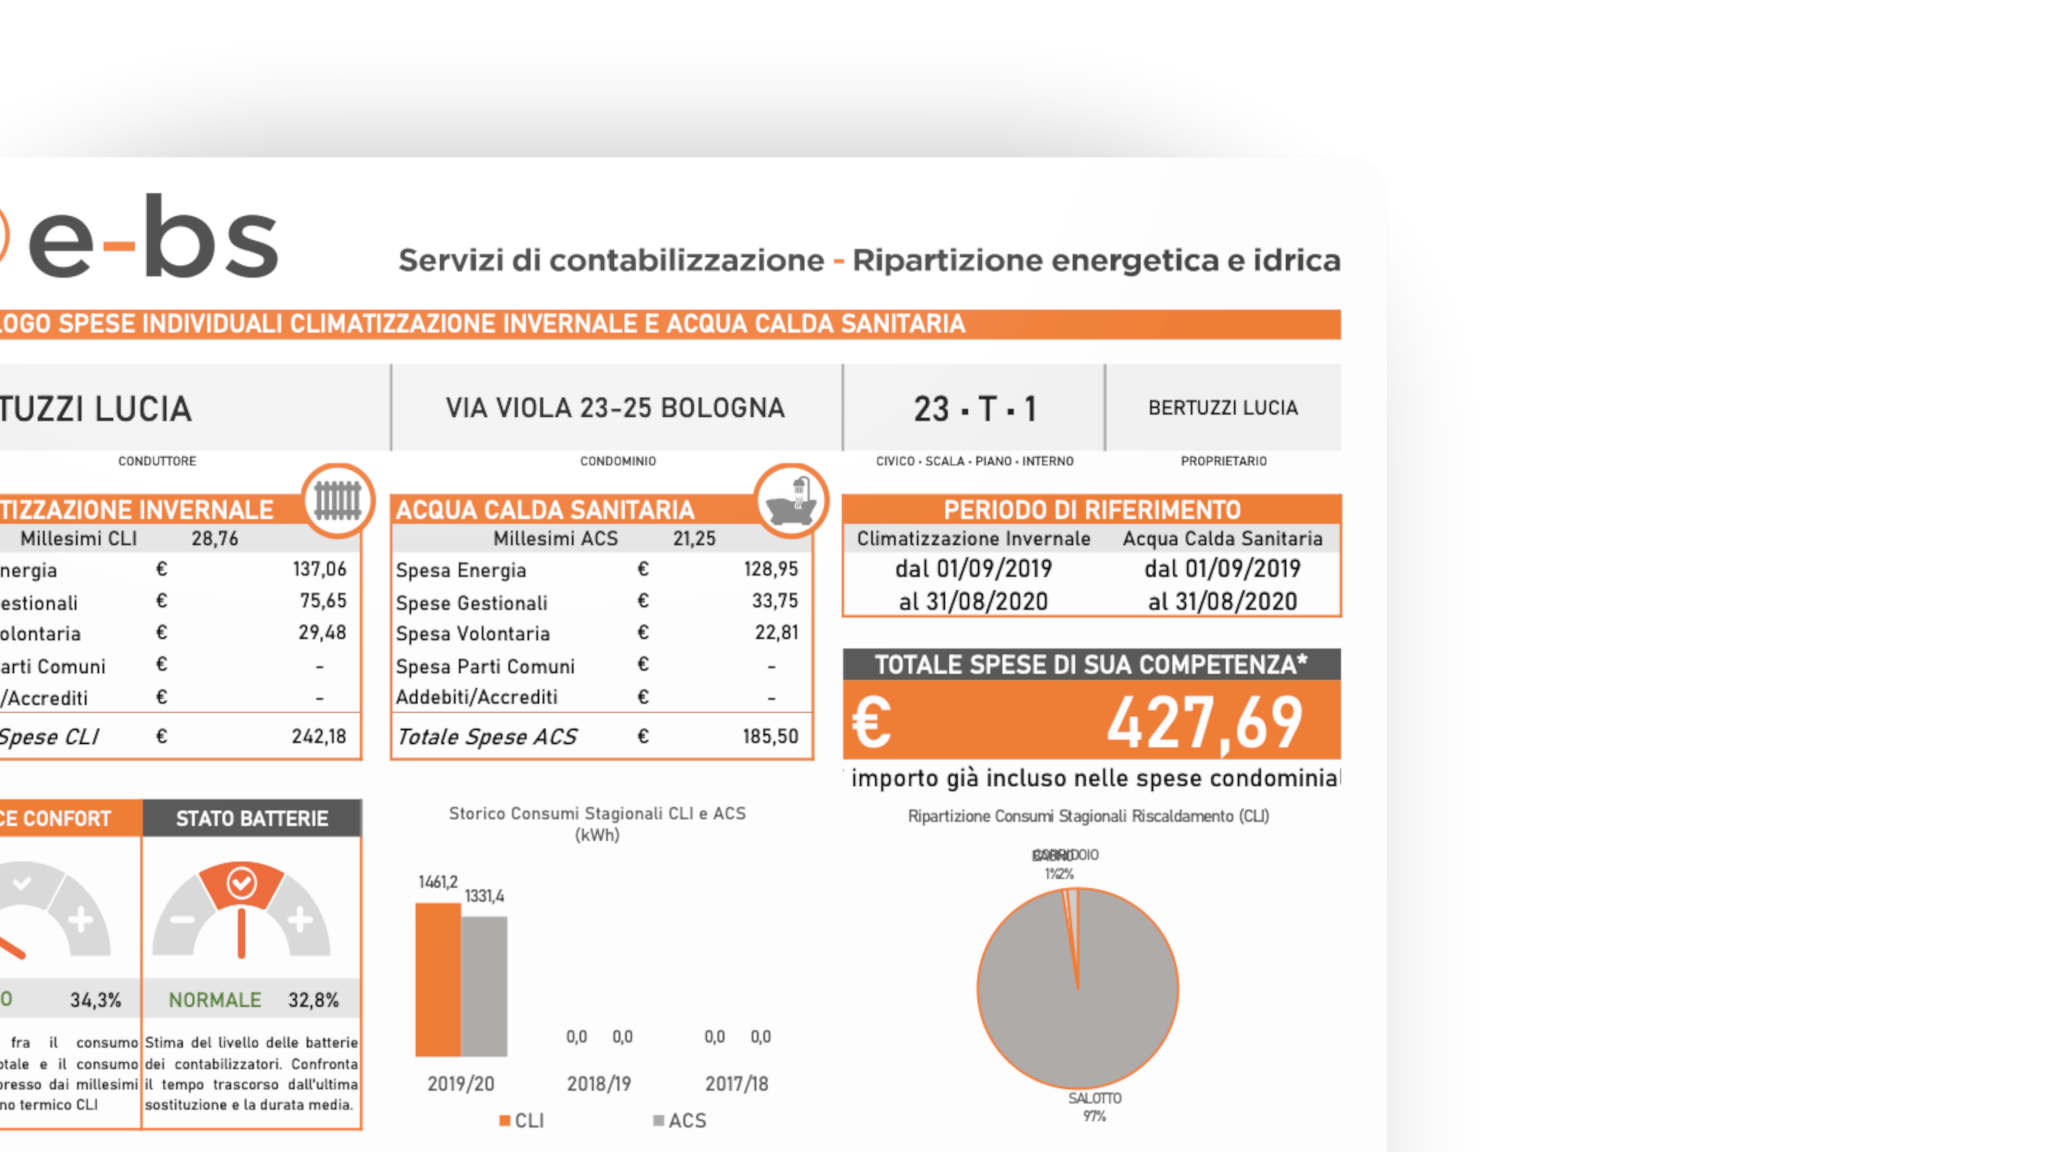 e-bs
Servizi di contabilizzazione - Ripartizione energetica e idrica
LOGO SPESE INDIVIDUALI CLIMATIZZAZIONE INVERNALE E ACQUA CALDA SANITARIA
TUZZI LUCIA
VIA VIOLA 23-25 BOLOGNA
23 · T · 1
BERTUZZI LUCIA
CONDUTTORE
CONDOMINIO
CIVICO · SCALA · PIANO · INTERNO
PROPRIETARIO
TIZZAZIONE INVERNALE
Millesimi CLI 28,76
nergia € 137,06
estionali € 75,65
olontaria € 29,48
arti Comuni € -
/Accrediti € -
Spese CLI € 242,18
ACQUA CALDA SANITARIA
Millesimi ACS 21,25
Spesa Energia € 128,95
Spese Gestionali € 33,75
Spesa Volontaria € 22,81
Spesa Parti Comuni € -
Addebiti/Accrediti € -
Totale Spese ACS € 185,50
PERIODO DI RIFERIMENTO
Climatizzazione Invernale Acqua Calda Sanitaria
dal 01/09/2019 dal 01/09/2019
al 31/08/2020 al 31/08/2020
TOTALE SPESE DI SUA COMPETENZA*
€ 427,69
importo già incluso nelle spese condominial
CE CONFORT
O 34,3%
fra il consumo
otale e il consumo
presso dai millesimi
no termico CLI
STATO BATTERIE
NORMALE 32,8%
Stima del livello delle batterie
dei contabilizzatori. Confronta
il tempo trascorso dall'ultima
sostituzione e la durata media.
Storico Consumi Stagionali CLI e ACS
(kWh)
1461,2
1331,4
0,0 0,0 0,0 0,0
2019/20 2018/19 2017/18
CLI ACS
Ripartizione Consumi Stagionali Riscaldamento (CLI)
CORRIDOIO
1% 2%
SALOTTO
97%